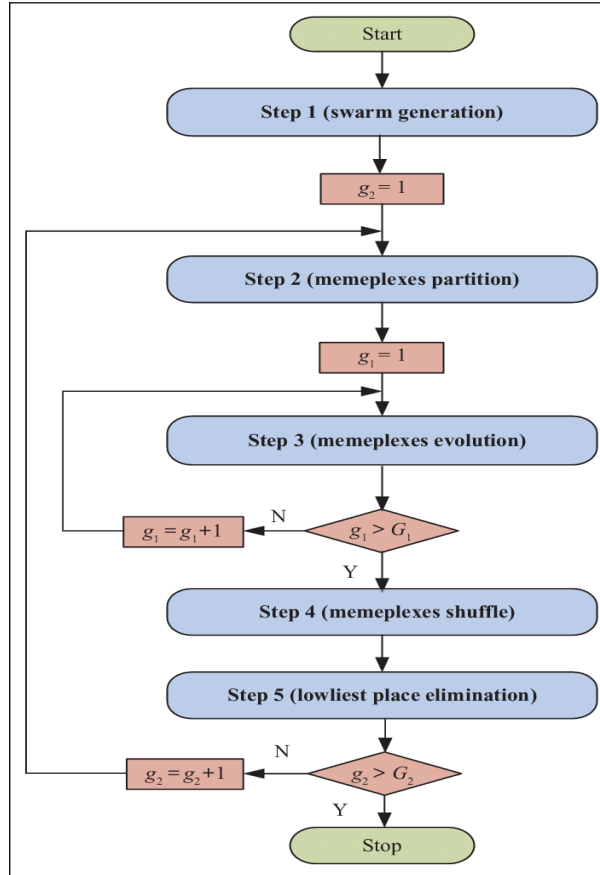 Start
Step 1 (swarm generation)
g₂ = 1
Step 2 (memeplexes partition)
g₁ = 1
Step 3 (memeplexes evolution)
N
g₁ = g₁+1
g₁ > G₁
Y
Step 4 (memeplexes shuffle)
Step 5 (lowliest place elimination)
N
g₂ = g₂+1
g₂ > G₂
Y
Stop